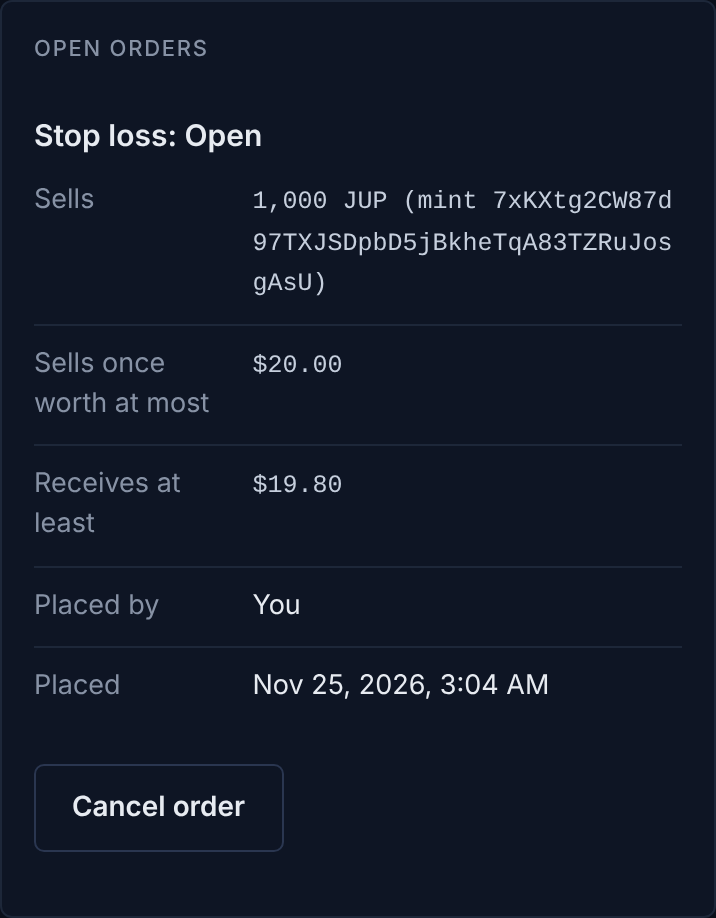 OPEN ORDERS
Stop loss: Open
Sells
1,000 JUP (mint 7xKXtg2CW87d
97TXJSDpbD5jBkheTqA83TZRuJos
gAsU)
Sells once
worth at most
$20.00
Receives at
least
$19.80
Placed by
You
Placed
Nov 25, 2026, 3:04 AM
Cancel order